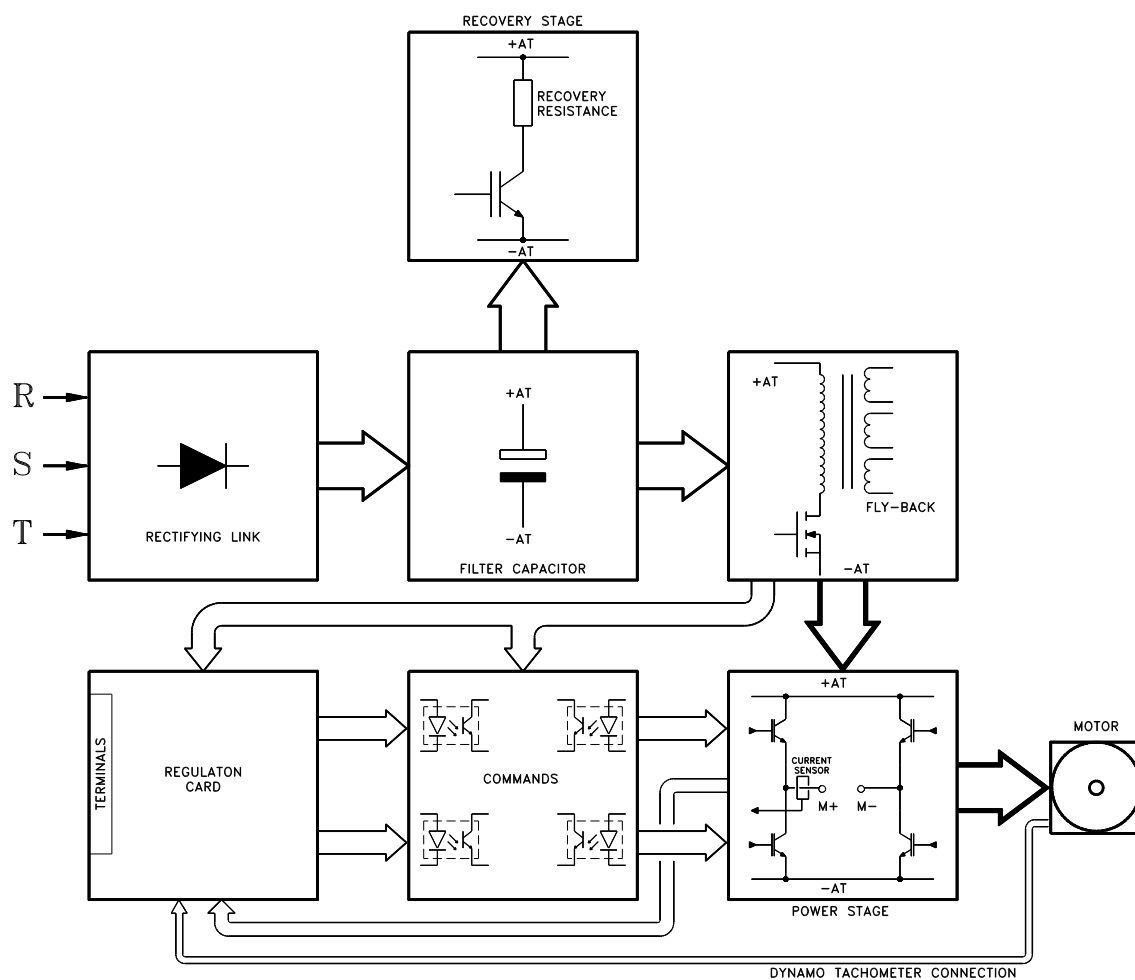 RECOVERY STAGE
+AT
RECOVERY
RESISTANCE
−AT
R
S
T
RECTIFYING LINK
+AT
−AT
FILTER CAPACITOR
+AT
FLY−BACK
−AT
TERMINALS
REGULATON
CARD
COMMANDS
+AT
CURRENT
SENSOR
M+
M−
−AT
POWER STAGE
MOTOR
DYNAMO TACHOMETER CONNECTION